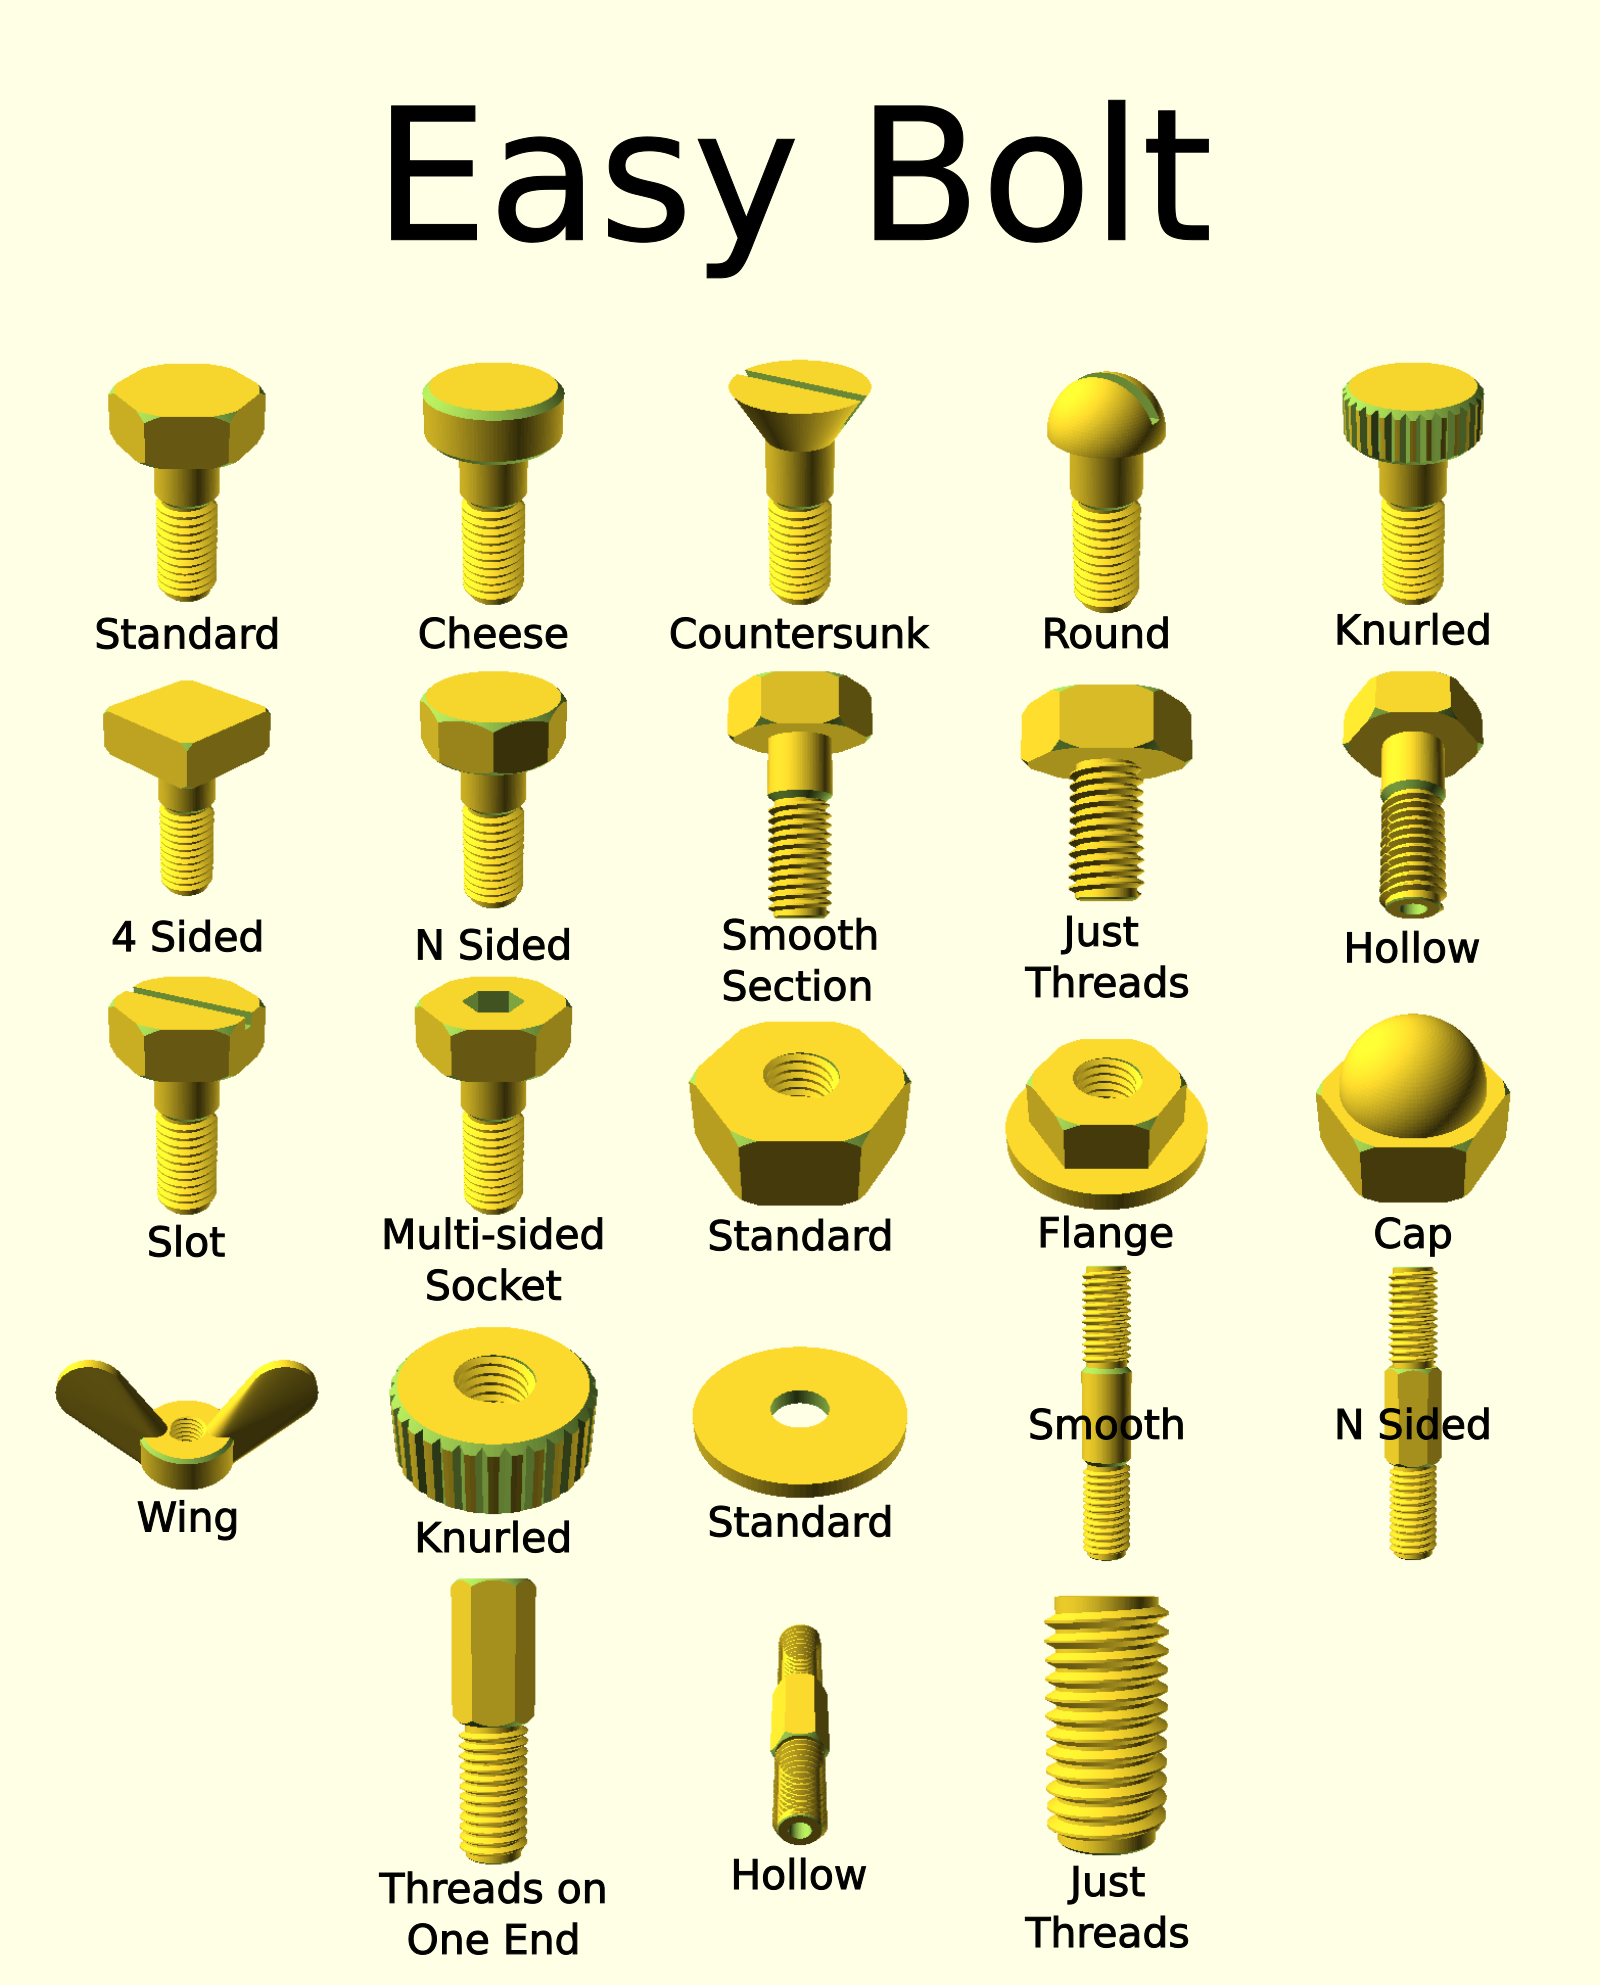 Easy Bolt
Standard
Cheese
Countersunk
Round
Knurled
4 Sided
N Sided
Smooth
Section
Just
Threads
Hollow
Slot
Multi-sided
Socket
Standard
Flange
Cap
Wing
Knurled
Standard
Smooth
N Sided
Threads on
One End
Hollow
Just
Threads